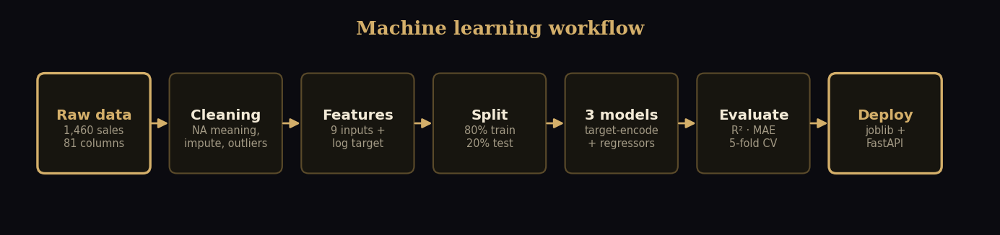 Machine learning workflow
Raw data
1,460 sales
81 columns
Cleaning
NA meaning,
impute, outliers
Features
9 inputs +
log target
Split
80% train
20% test
3 models
target-encode
+ regressors
Evaluate
R² · MAE
5-fold CV
Deploy
joblib +
FastAPI